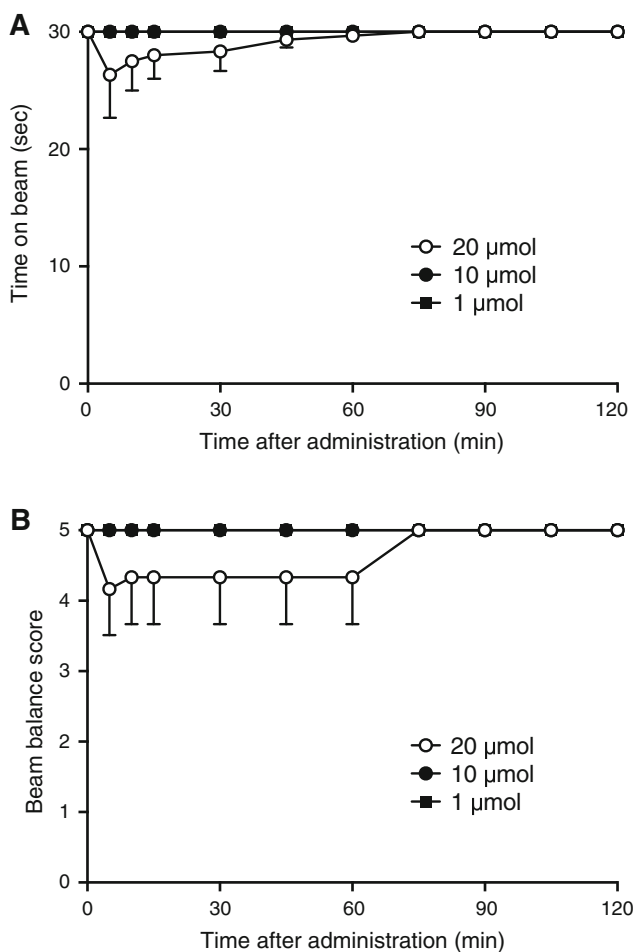 A
Time on beam (sec)
30
20
10
0
20 µmol
10 µmol
1 µmol
0 30 60 90 120
Time after administration (min)
B
Beam balance score
5
4
3
2
1
0
20 µmol
10 µmol
1 µmol
0 30 60 90 120
Time after administration (min)